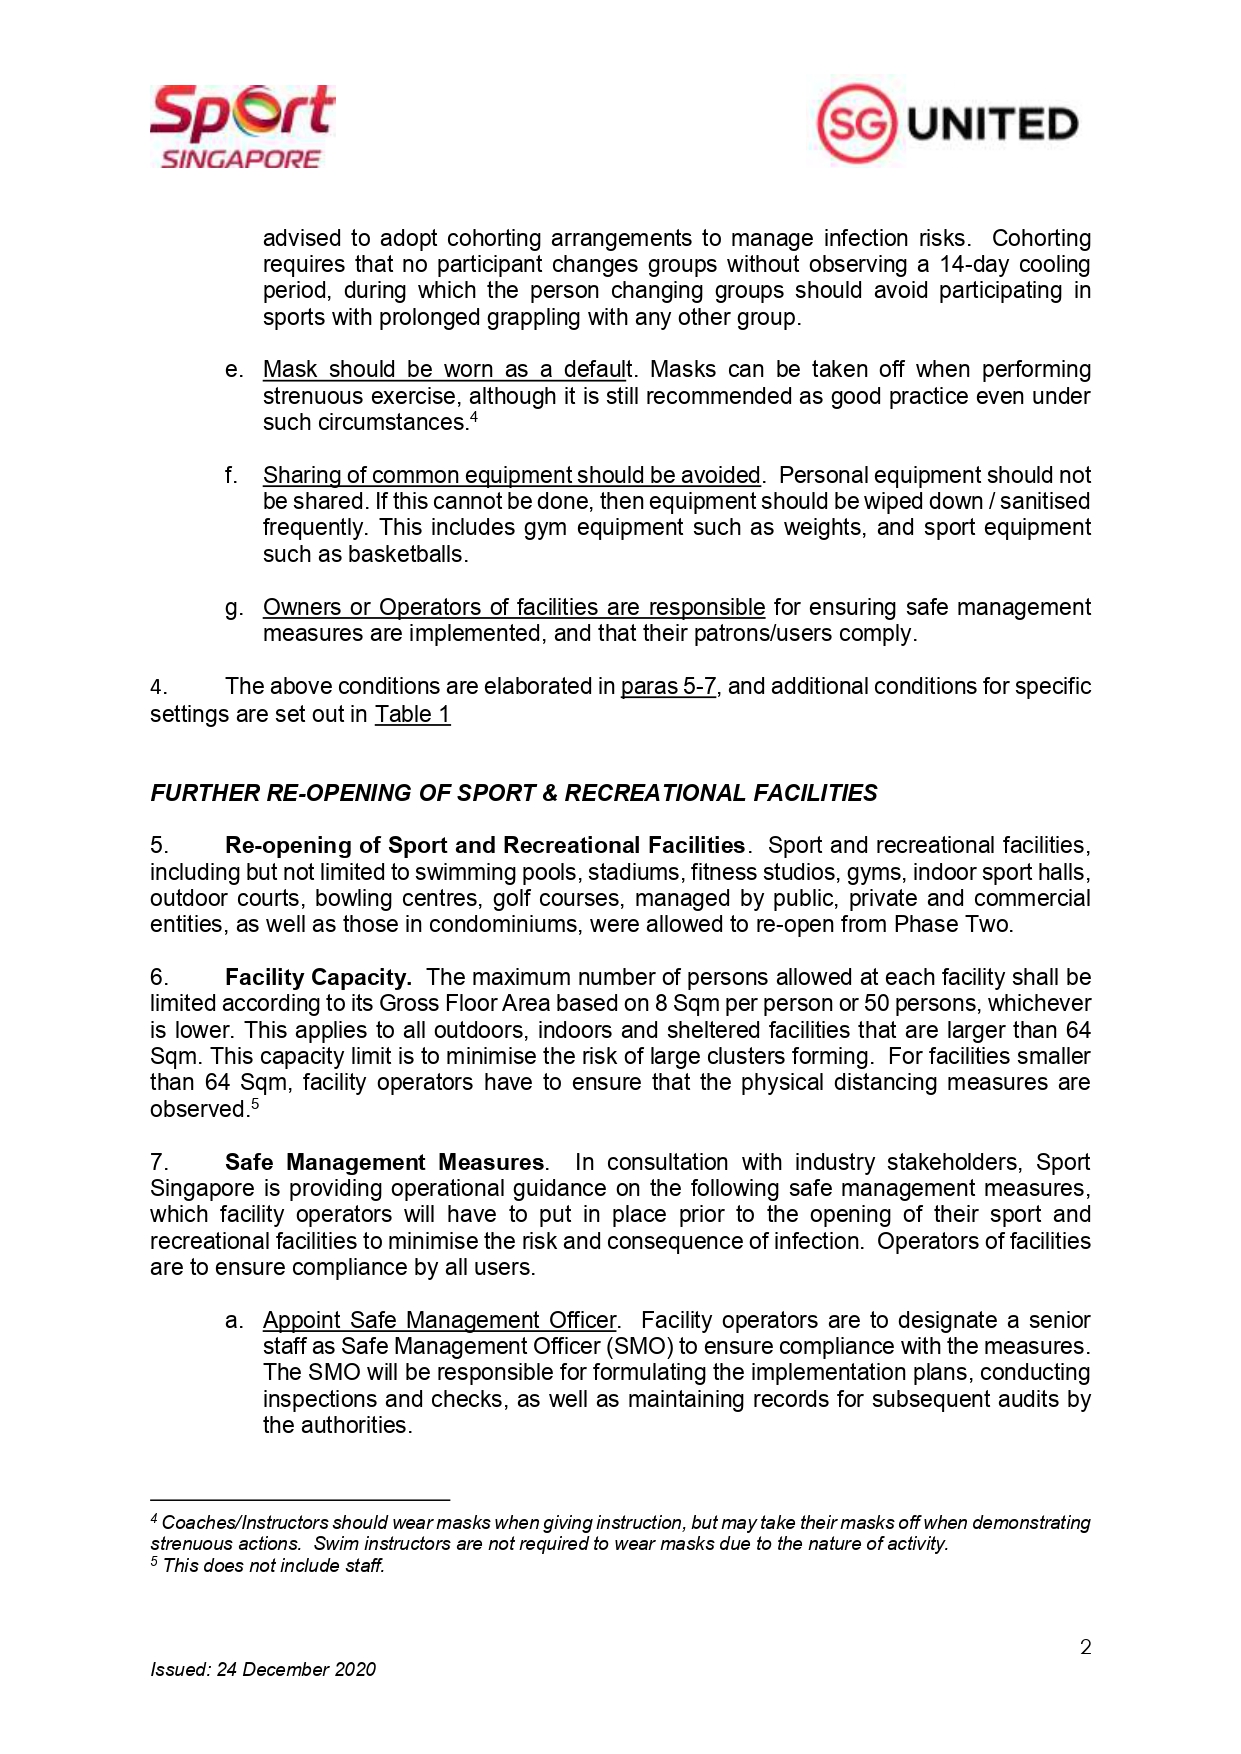 Sport
SINGAPORE
SG UNITED
advised to adopt cohorting arrangements to manage infection risks. Cohorting
requires that no participant changes groups without observing a 14-day cooling
period, during which the person changing groups should avoid participating in
sports with prolonged grappling with any other group.
e. Mask should be worn as a default. Masks can be taken off when performing
strenuous exercise, although it is still recommended as good practice even under
such circumstances.4
f. Sharing of common equipment should be avoided. Personal equipment should not
be shared. If this cannot be done, then equipment should be wiped down / sanitised
frequently. This includes gym equipment such as weights, and sport equipment
such as basketballs.
g. Owners or Operators of facilities are responsible for ensuring safe management
measures are implemented, and that their patrons/users comply.
4. The above conditions are elaborated in paras 5-7, and additional conditions for specific
settings are set out in Table 1
FURTHER RE-OPENING OF SPORT & RECREATIONAL FACILITIES
5. Re-opening of Sport and Recreational Facilities. Sport and recreational facilities,
including but not limited to swimming pools, stadiums, fitness studios, gyms, indoor sport halls,
outdoor courts, bowling centres, golf courses, managed by public, private and commercial
entities, as well as those in condominiums, were allowed to re-open from Phase Two.
6. Facility Capacity. The maximum number of persons allowed at each facility shall be
limited according to its Gross Floor Area based on 8 Sqm per person or 50 persons, whichever
is lower. This applies to all outdoors, indoors and sheltered facilities that are larger than 64
Sqm. This capacity limit is to minimise the risk of large clusters forming. For facilities smaller
than 64 Sqm, facility operators have to ensure that the physical distancing measures are
observed.5
7. Safe Management Measures. In consultation with industry stakeholders, Sport
Singapore is providing operational guidance on the following safe management measures,
which facility operators will have to put in place prior to the opening of their sport and
recreational facilities to minimise the risk and consequence of infection. Operators of facilities
are to ensure compliance by all users.
a. Appoint Safe Management Officer. Facility operators are to designate a senior
staff as Safe Management Officer (SMO) to ensure compliance with the measures.
The SMO will be responsible for formulating the implementation plans, conducting
inspections and checks, as well as maintaining records for subsequent audits by
the authorities.
4 Coaches/Instructors should wear masks when giving instruction, but may take their masks off when demonstrating
strenuous actions. Swim instructors are not required to wear masks due to the nature of activity.
5 This does not include staff.
2
Issued: 24 December 2020